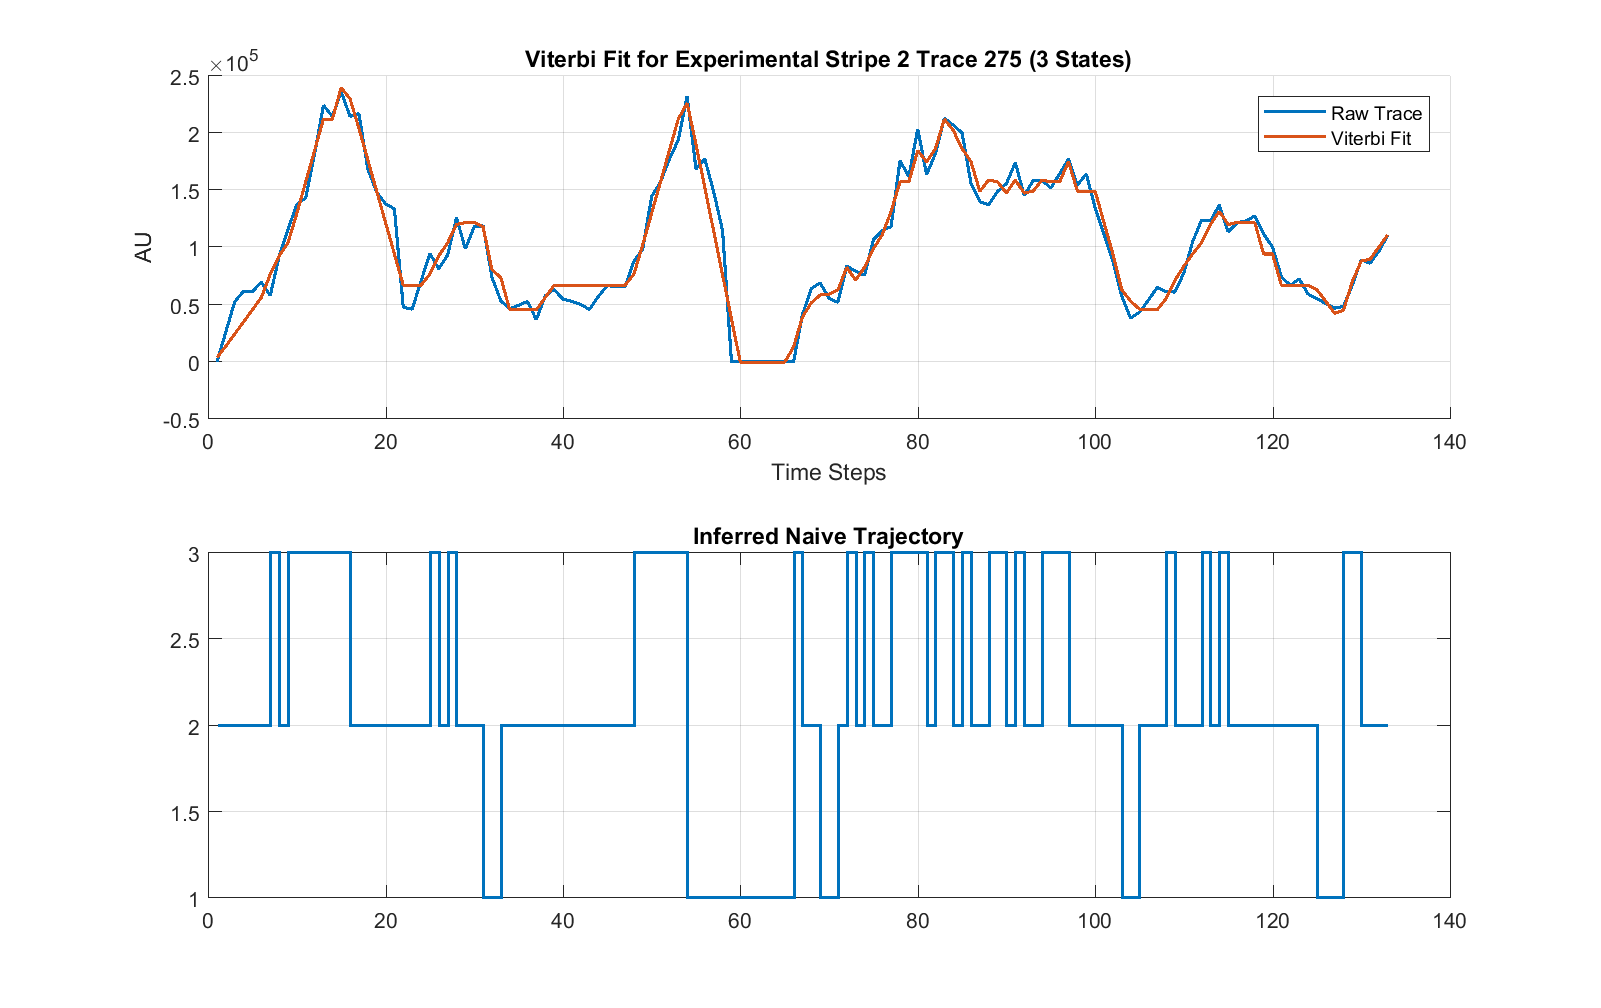 Viterbi Fit for Experimental Stripe 2 Trace 275 (3 States)
×10^5
2.5
2
1.5
1
0.5
0
-0.5
AU
Raw Trace
Viterbi Fit
0 20 40 60 80 100 120 140
Time Steps
Inferred Naive Trajectory
3
2.5
2
1.5
1
0 20 40 60 80 100 120 140